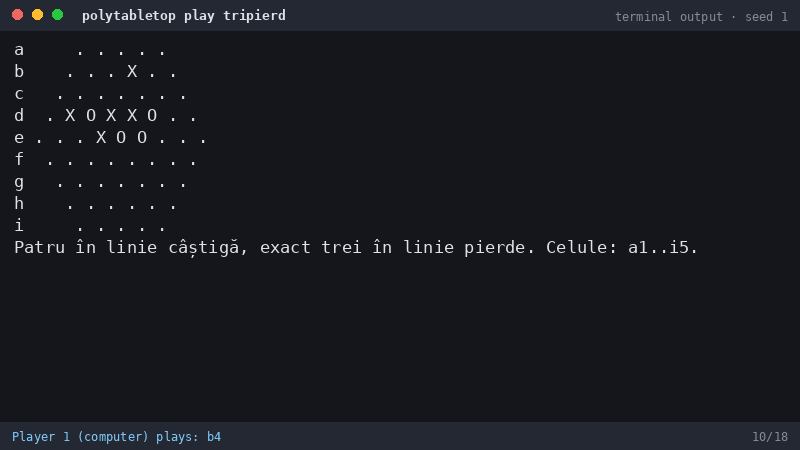 polytabletop play tripierd
terminal output · seed 1
a     . . . . .
b    . . . X . .
c   . . . . . . .
d  . X O X X O . .
e . . . X O O . . .
f  . . . . . . . .
g   . . . . . . .
h    . . . . . .
i     . . . . .
Patru în linie câștigă, exact trei în linie pierde. Celule: a1..i5.
Player 1 (computer) plays: b4
10/18